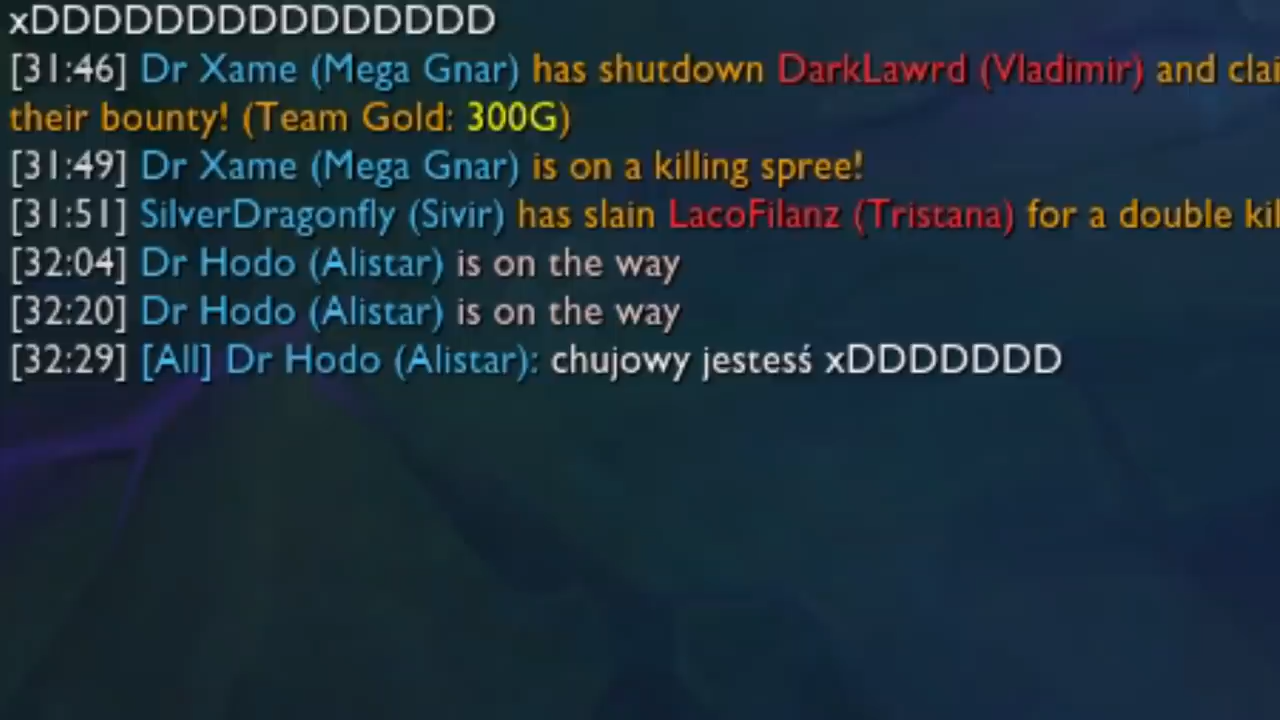 xDDDDDDDDDDDDDDD
[31:46] Dr Xame (Mega Gnar) has shutdown DarkLawrd (Vladimir) and clai
their bounty! (Team Gold: 300G)
[31:49] Dr Xame (Mega Gnar) is on a killing spree!
[31:51] SilverDragonfly (Sivir) has slain LacoFilanz (Tristana) for a double kil
[32:04] Dr Hodo (Alistar) is on the way
[32:20] Dr Hodo (Alistar) is on the way
[32:29] [All] Dr Hodo (Alistar): chujowy jestesś xDDDDDDD